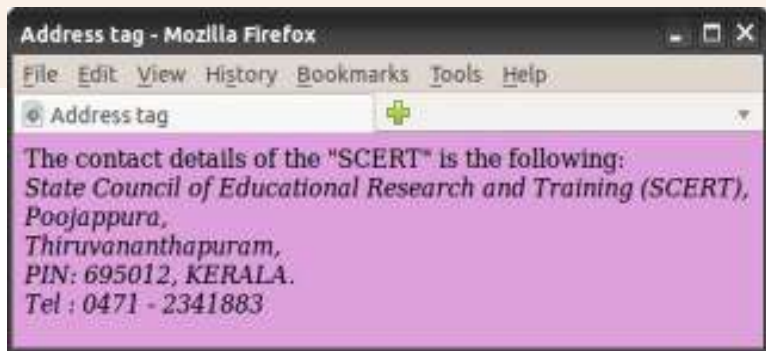 Address tag - Mozilla Firefox
File Edit View History Bookmarks Tools Help
Address tag
The contact details of the "SCERT" is the following:
State Council of Educational Research and Training (SCERT),
Poojappura,
Thiruvananthapuram,
PIN: 695012, KERALA.
Tel : 0471 - 2341883